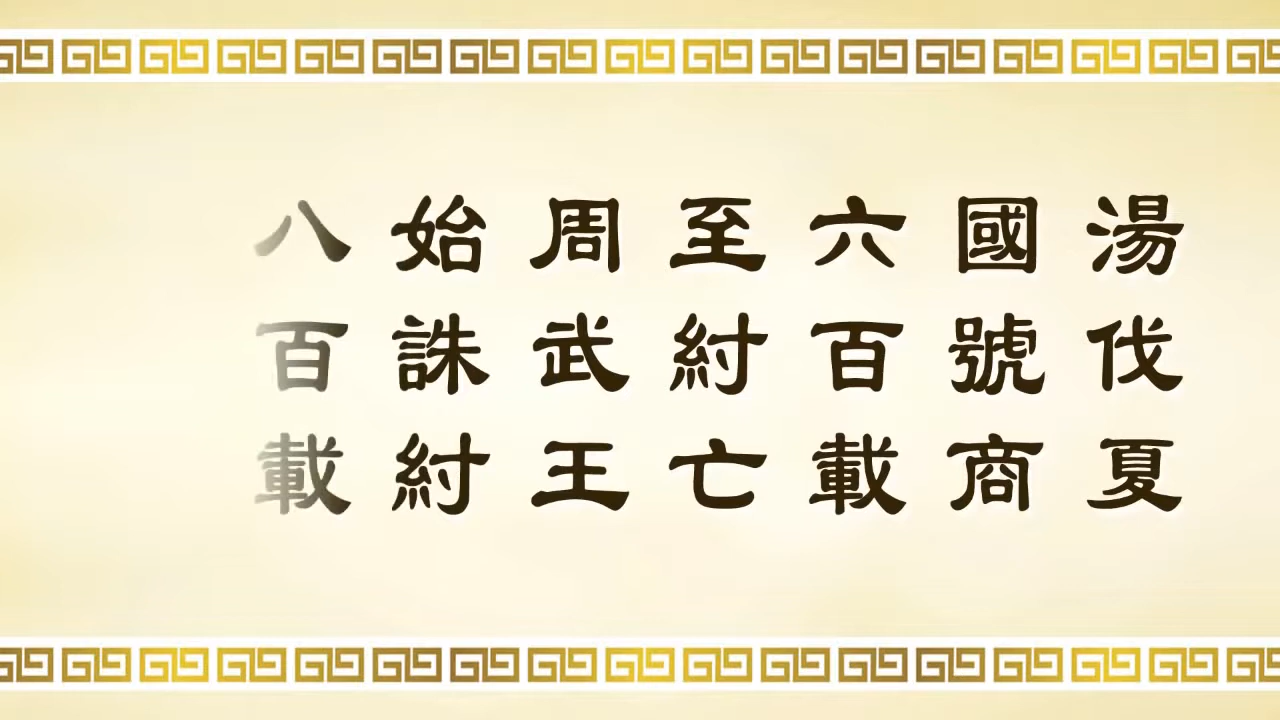 湯伐夏
國號商
六百載
至紂亡
周武王
始誅紂
八百載